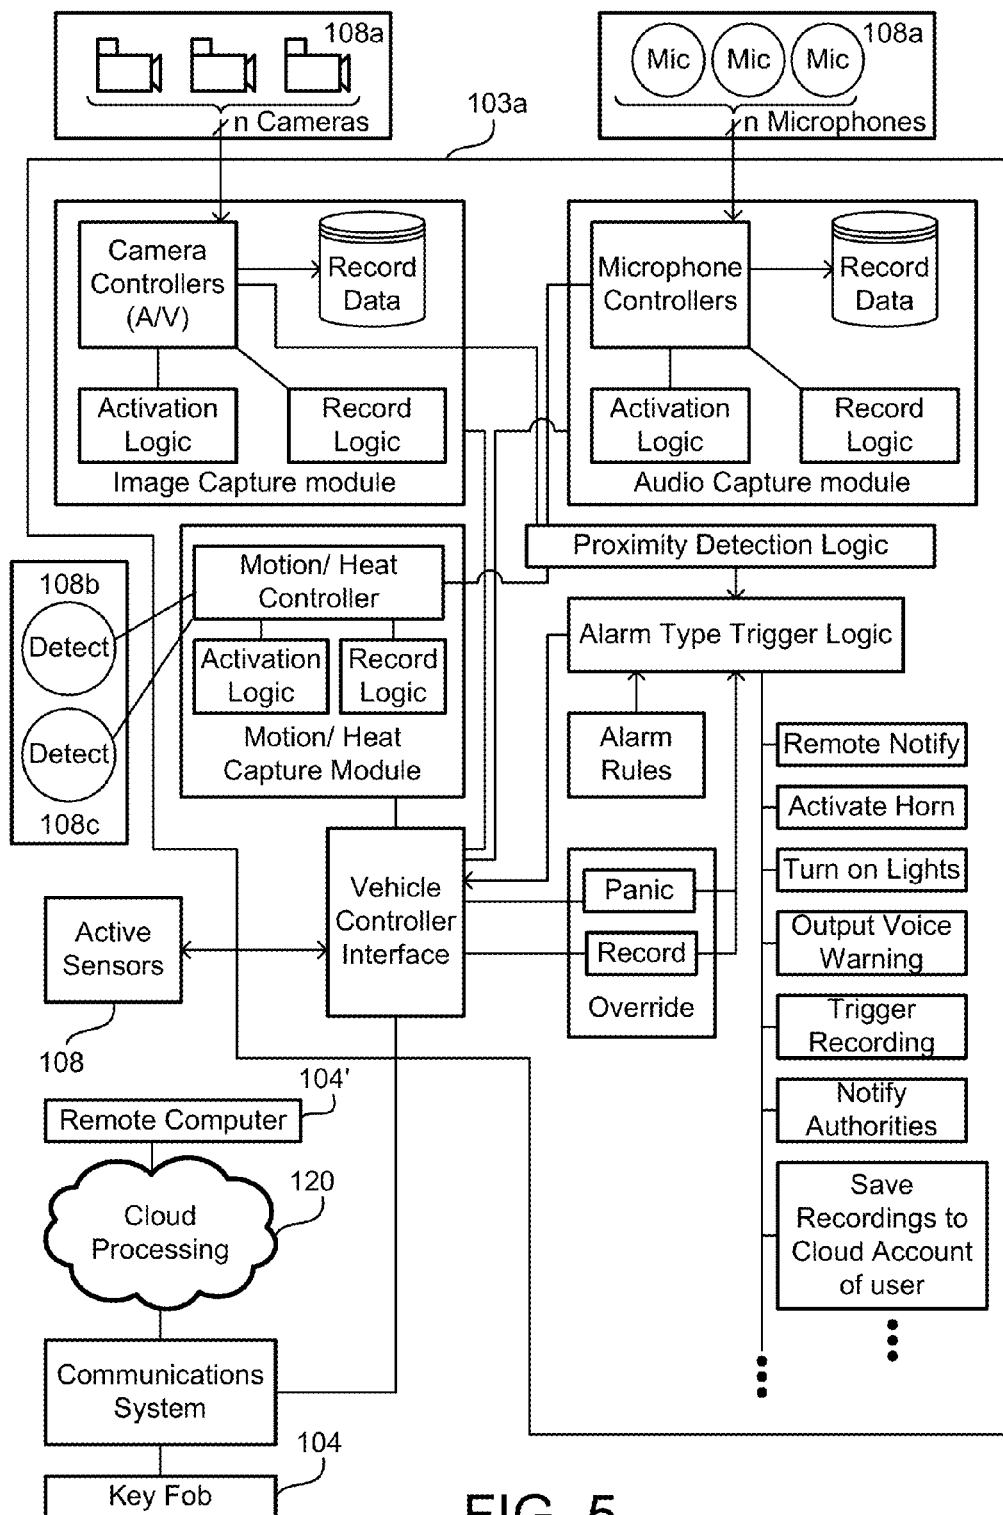 108a
n Cameras
108a
Mic
Mic
Mic
n Microphones
103a
Camera
Controllers
(A/V)
Record
Data
Activation
Logic
Record
Logic
Image Capture module
Microphone
Controllers
Record
Data
Activation
Logic
Record
Logic
Audio Capture module
Proximity Detection Logic
108b
Detect
Detect
108c
Motion/ Heat
Controller
Activation
Logic
Record
Logic
Motion/ Heat
Capture Module
Alarm Type Trigger Logic
Alarm
Rules
Remote Notify
Activate Horn
Turn on Lights
Output Voice
Warning
Trigger
Recording
Notify
Authorities
Save
Recordings to
Cloud Account
of user
Active
Sensors
108
Vehicle
Controller
Interface
Panic
Record
Override
104'
Remote Computer
120
Cloud
Processing
Communications
System
104
Key Fob
FIG. 5